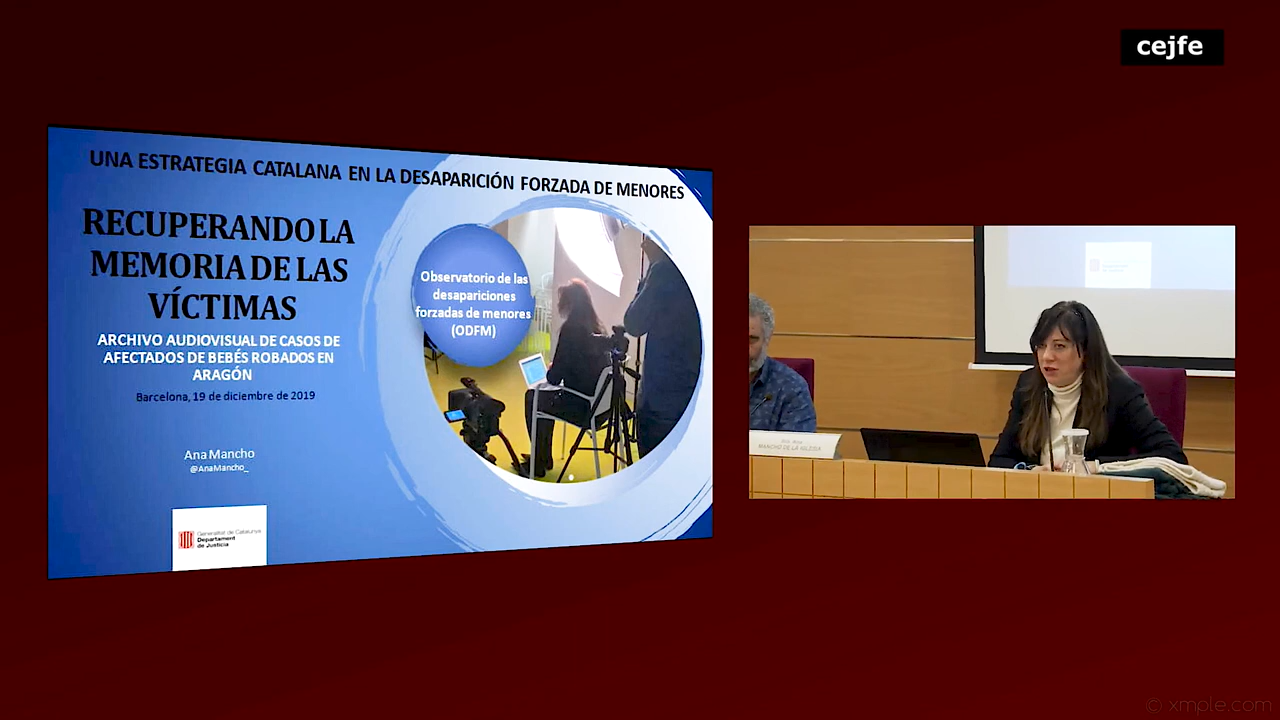 cejfe
UNA ESTRATEGIA CATALANA EN LA DESAPARICIÓN FORZADA DE MENORES
RECUPERANDO LA
MEMORIA DE LAS
VÍCTIMAS
ARCHIVO AUDIOVISUAL DE CASOS DE
AFECTADOS DE BEBÉS ROBADOS EN
ARAGÓN
Barcelona, 19 de diciembre de 2019
Ana Mancho
@AnaMancho_
Generalitat de Catalunya
Departament
de Justícia
Observatorio de las
desapariciones
forzadas de menores
(ODFM)
MANCHO DE LA IGLESIA
© xmple.com